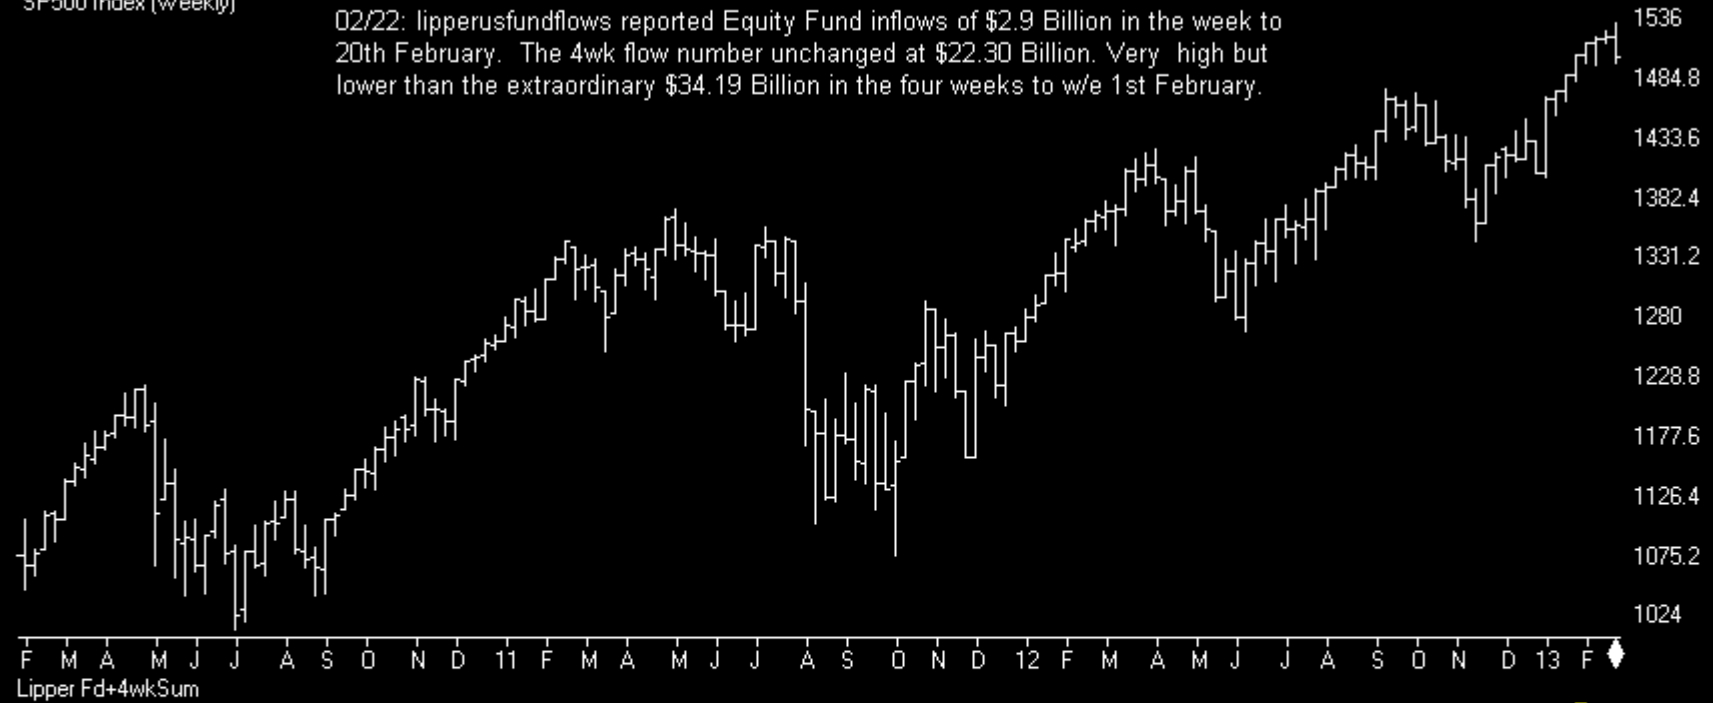 SP500 Index (Weekly)
02/22: lipperusfundflows reported Equity Fund inflows of $2.9 Billion in the week to
20th February. The 4wk flow number unchanged at $22.30 Billion. Very high but
lower than the extraordinary $34.19 Billion in the four weeks to w/e 1st February.
1536
1484.8
1433.6
1382.4
1331.2
1280
1228.8
1177.6
1126.4
1075.2
1024
F M A M J J A S O N D 11 F M A M J J A S O N D 12 F M A M J J A S O N D 13 F
Lipper Fd+4wkSum